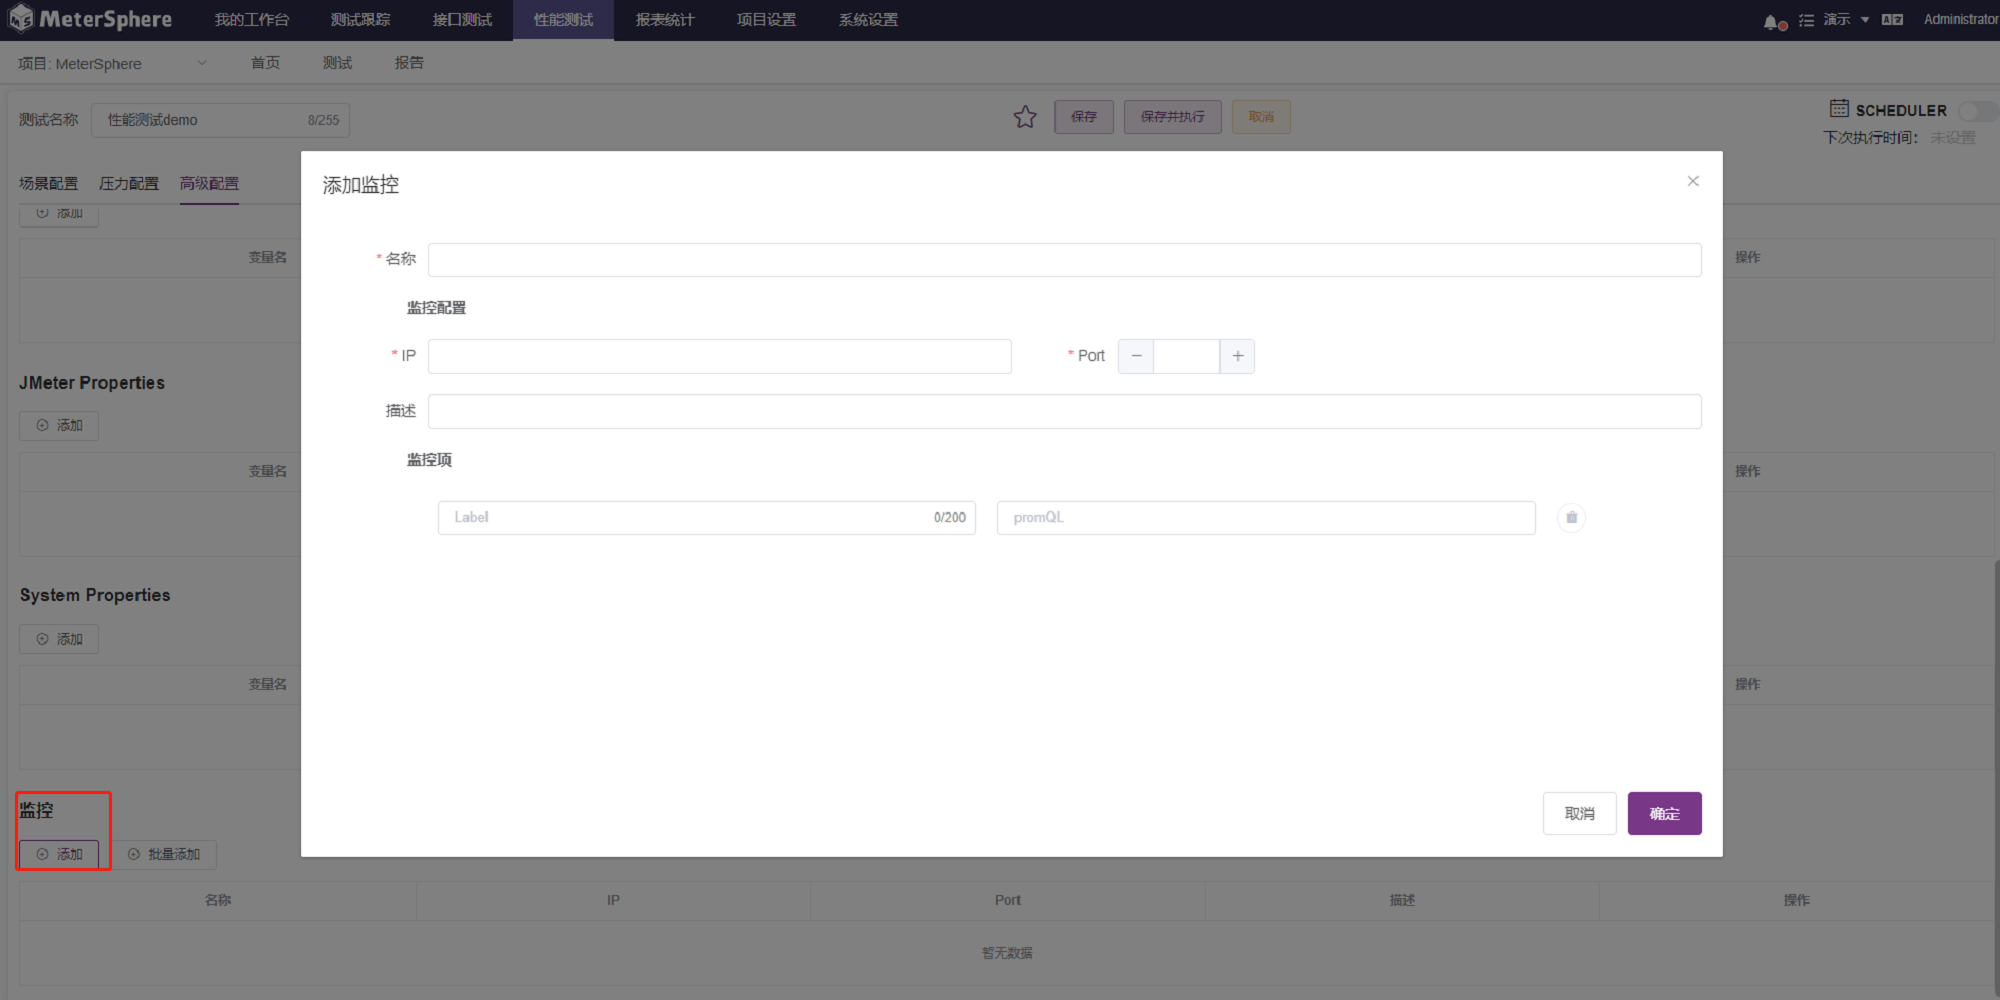 MeterSphere 我的工作台 测试跟踪 接口测试 性能测试 报表统计 项目设置 系统设置 演示 Administrator
项目: MeterSphere 首页 测试 报告
测试名称 性能测试demo 8/255 保存 保存并执行 取消 SCHEDULER
下次执行时间: 未设置
场景配置 压力配置 高级配置
添加
变量名 操作
JMeter Properties
添加
变量名 操作
System Properties
添加
变量名 操作
监控
添加 批量添加
名称 IP Port 描述 操作
暂无数据
添加监控
* 名称
监控配置
* IP * Port
描述
监控项
Label 0/200 promQL
取消 确定